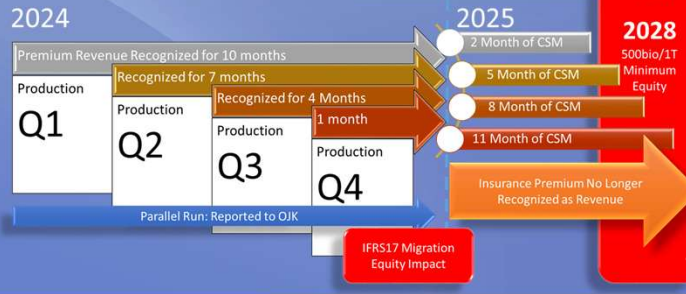 2024
2025
2028
500bio/1T
Minimum
Equity
Premium Revenue Recognized for 10 months
2 Month of CSM
Recognized for 7 months
5 Month of CSM
Recognized for 4 Months
8 Month of CSM
1 month
11 Month of CSM
Production
Q1
Production
Q2
Production
Q3
Production
Q4
Insurance Premium No Longer
Recognized as Revenue
Parallel Run: Reported to OJK
IFRS17 Migration
Equity Impact